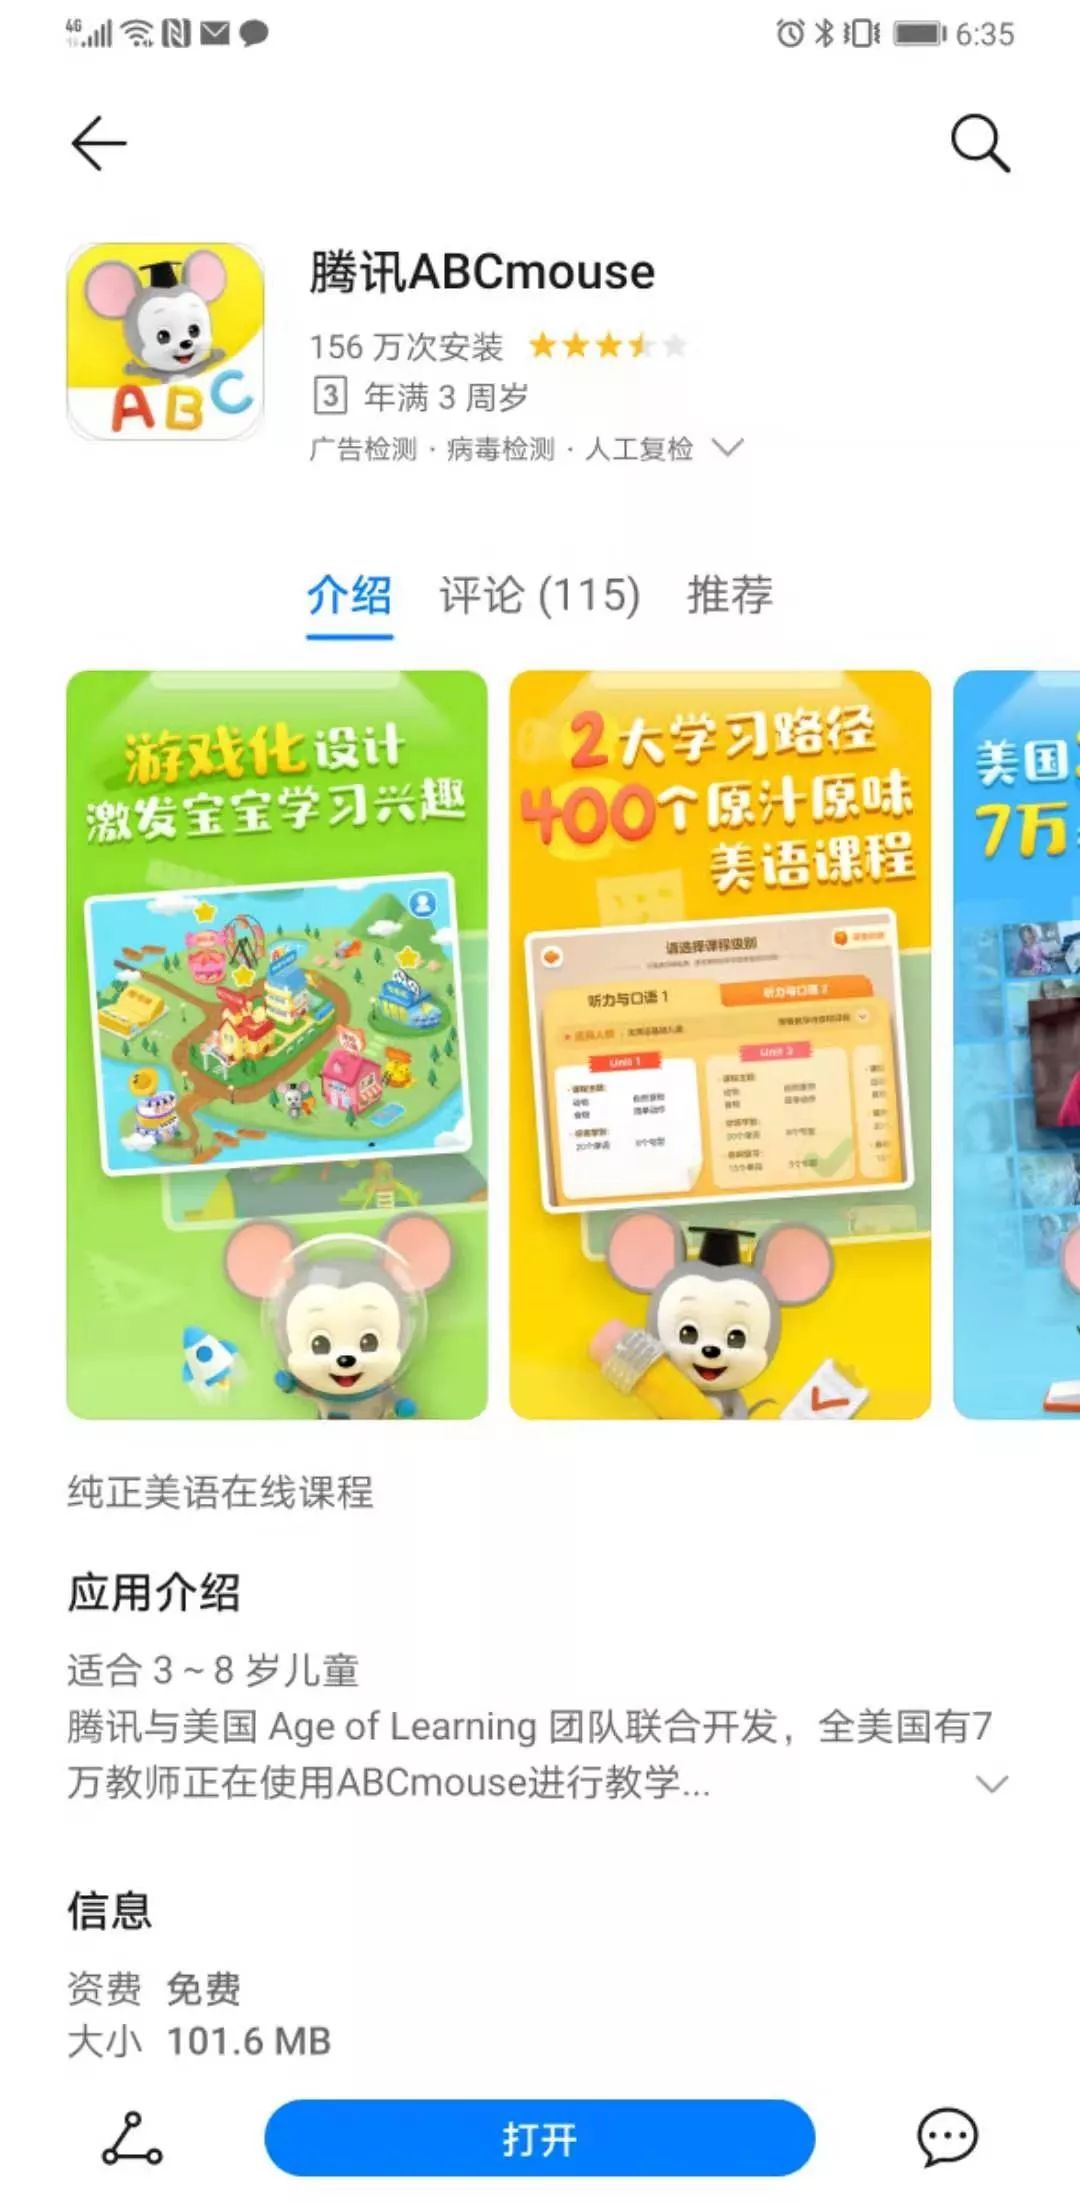 4G
6:35
腾讯ABCmouse
156 万次安装
3 年满 3 周岁
广告检测 · 病毒检测 · 人工复检
ABC
介绍 评论 (115) 推荐
游戏化设计
激发宝宝学习兴趣
2大学习路径
400个原汁原味
美语课程
请选择课程级别
听力与口语 1
听力与口语 2
Unit 1
Unit 2
美国
7万
纯正美语在线课程
应用介绍
适合 3 ~ 8 岁儿童
腾讯与美国 Age of Learning 团队联合开发，全美国有7
万教师正在使用ABCmouse进行教学...
信息
资费 免费
大小 101.6 MB
打开